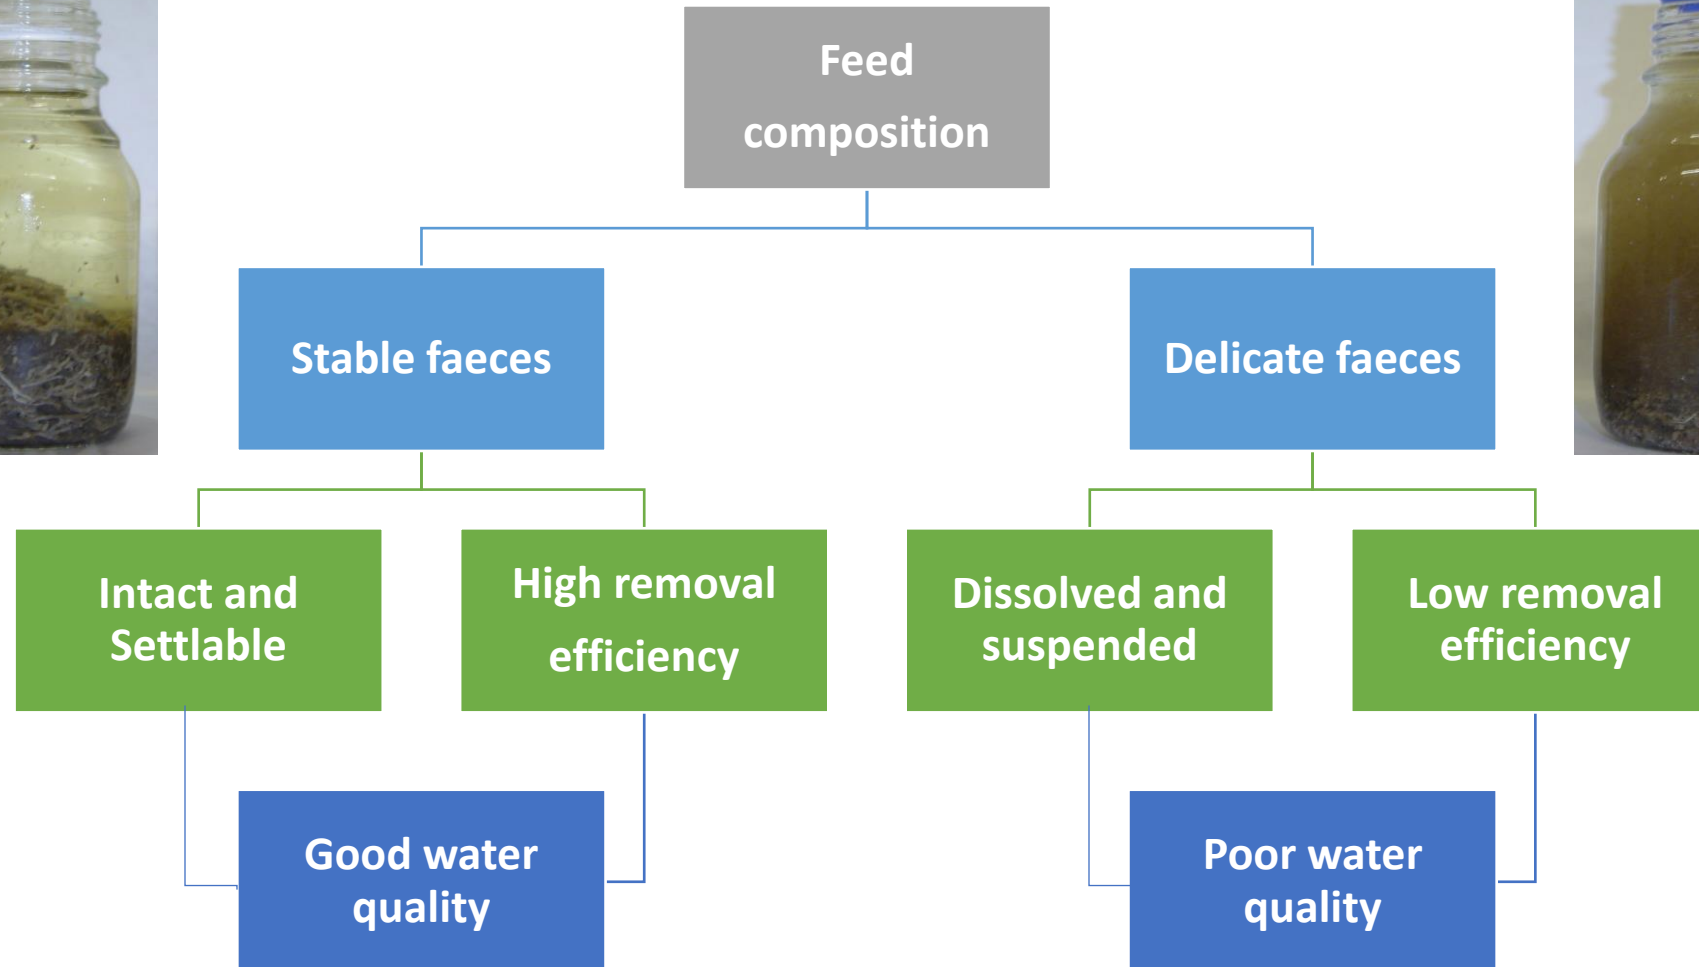 Feed
composition
Stable faeces
Delicate faeces
Intact and
Settlable
High removal
efficiency
Dissolved and
suspended
Low removal
efficiency
Good water
quality
Poor water
quality